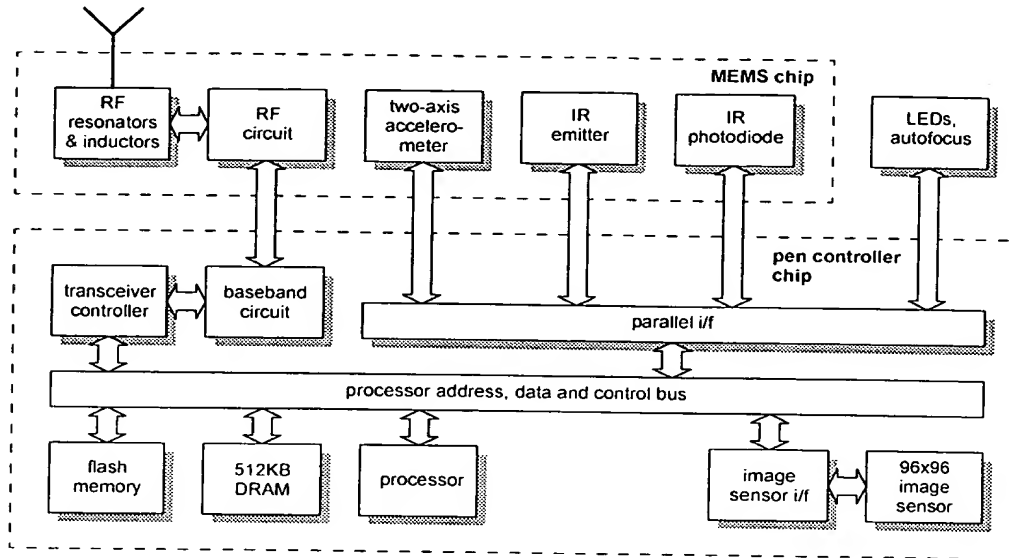 MEMS chip
RF
resonators
& inductors
RF
circuit
two-axis
accelero-
meter
IR
emitter
IR
photodiode
LEDs,
autofocus
pen controller
chip
transceiver
controller
baseband
circuit
parallel i/f
processor address, data and control bus
flash
memory
512KB
DRAM
processor
image
sensor i/f
96x96
image
sensor